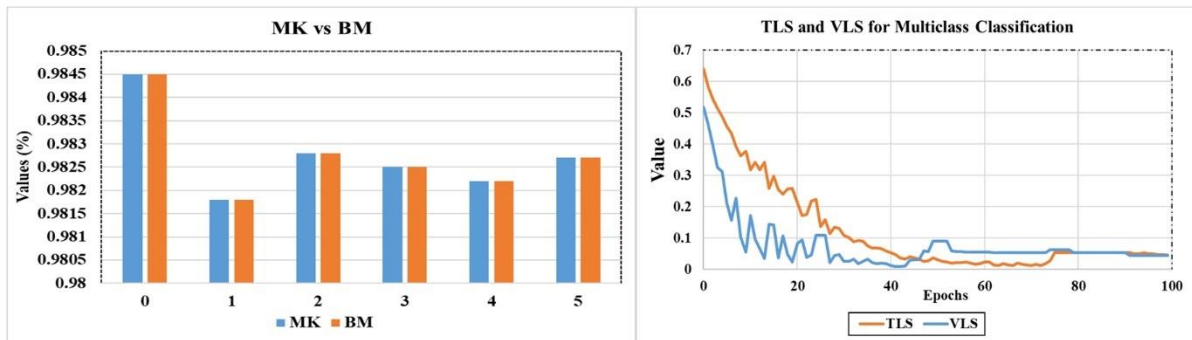 MK vs BM
Values (%)
0.985
0.9845
0.984
0.9835
0.983
0.9825
0.982
0.9815
0.981
0.9805
0.98
0 1 2 3 4 5
MK BM
TLS and VLS for Multiclass Classification
Value
0.7
0.6
0.5
0.4
0.3
0.2
0.1
0
0 20 40 60 80 100
Epochs
TLS VLS